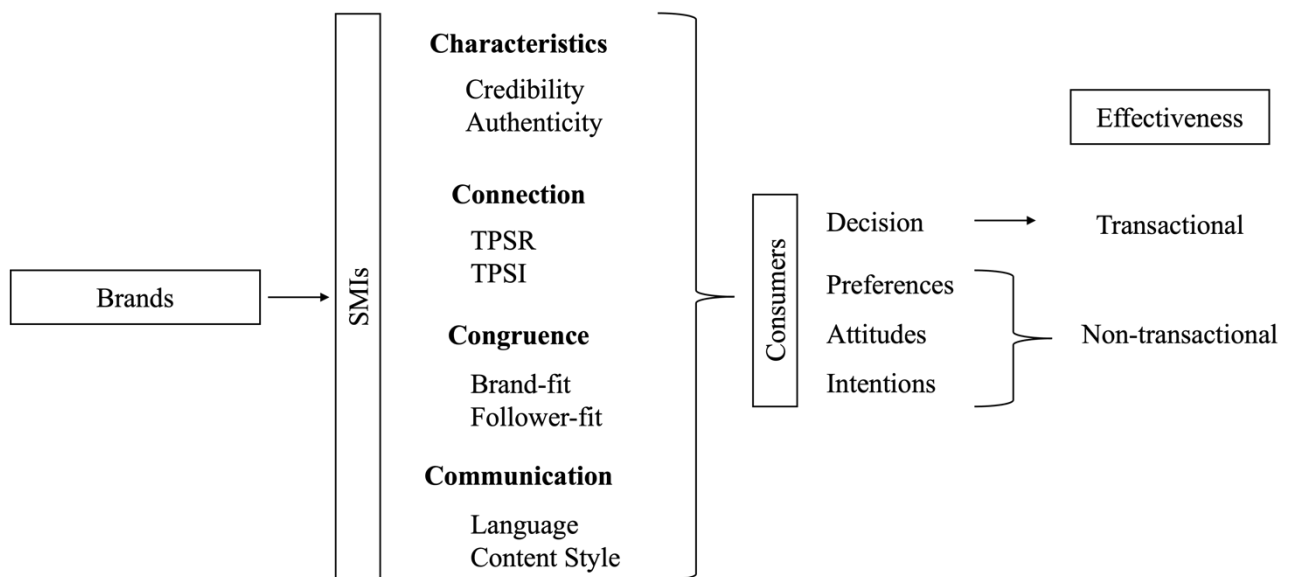 Brands
SMIs
Characteristics
Credibility
Authenticity
Connection
TPSR
TPSI
Congruence
Brand-fit
Follower-fit
Communication
Language
Content Style
Consumers
Decision
Preferences
Attitudes
Intentions
Effectiveness
Transactional
Non-transactional